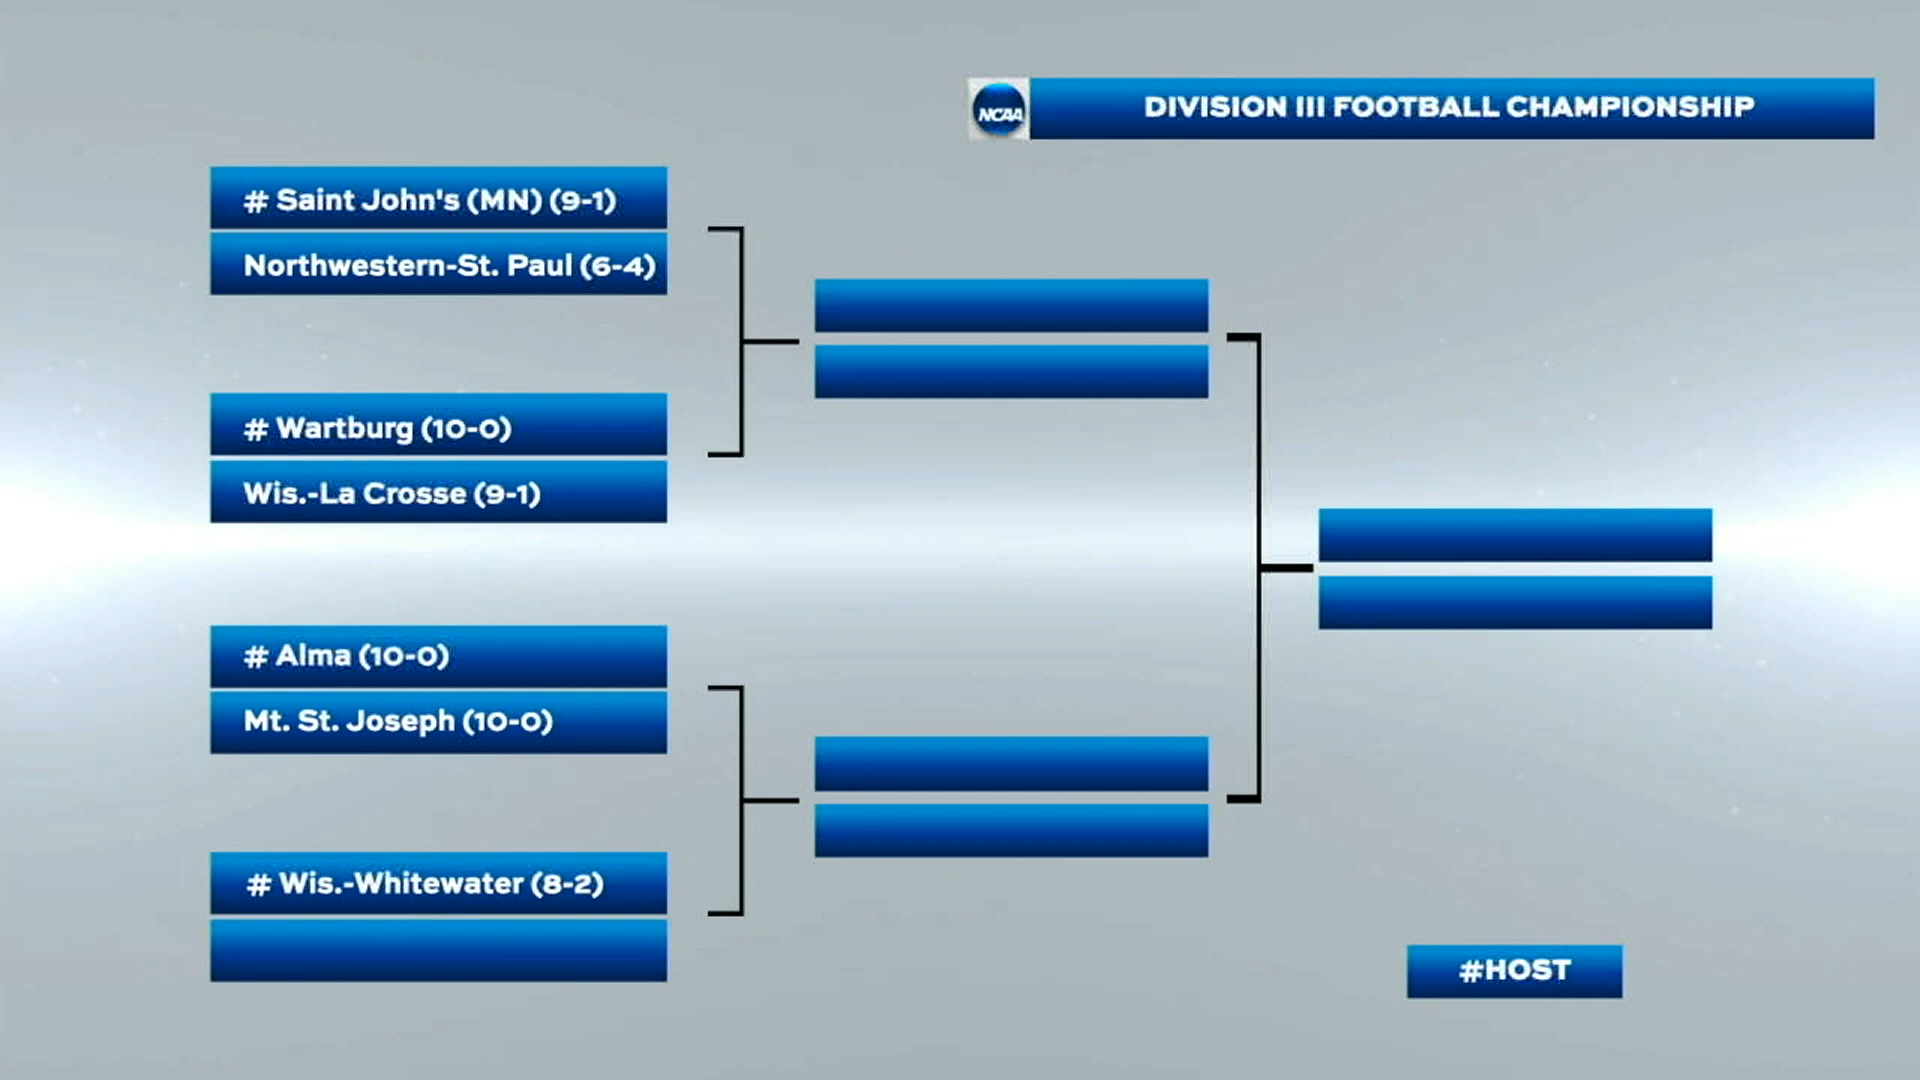 NCAA
DIVISION III FOOTBALL CHAMPIONSHIP
# Saint John's (MN) (9-1)
Northwestern-St. Paul (6-4)
# Wartburg (10-0)
Wis.-La Crosse (9-1)
# Alma (10-0)
Mt. St. Joseph (10-0)
# Wis.-Whitewater (8-2)
#HOST